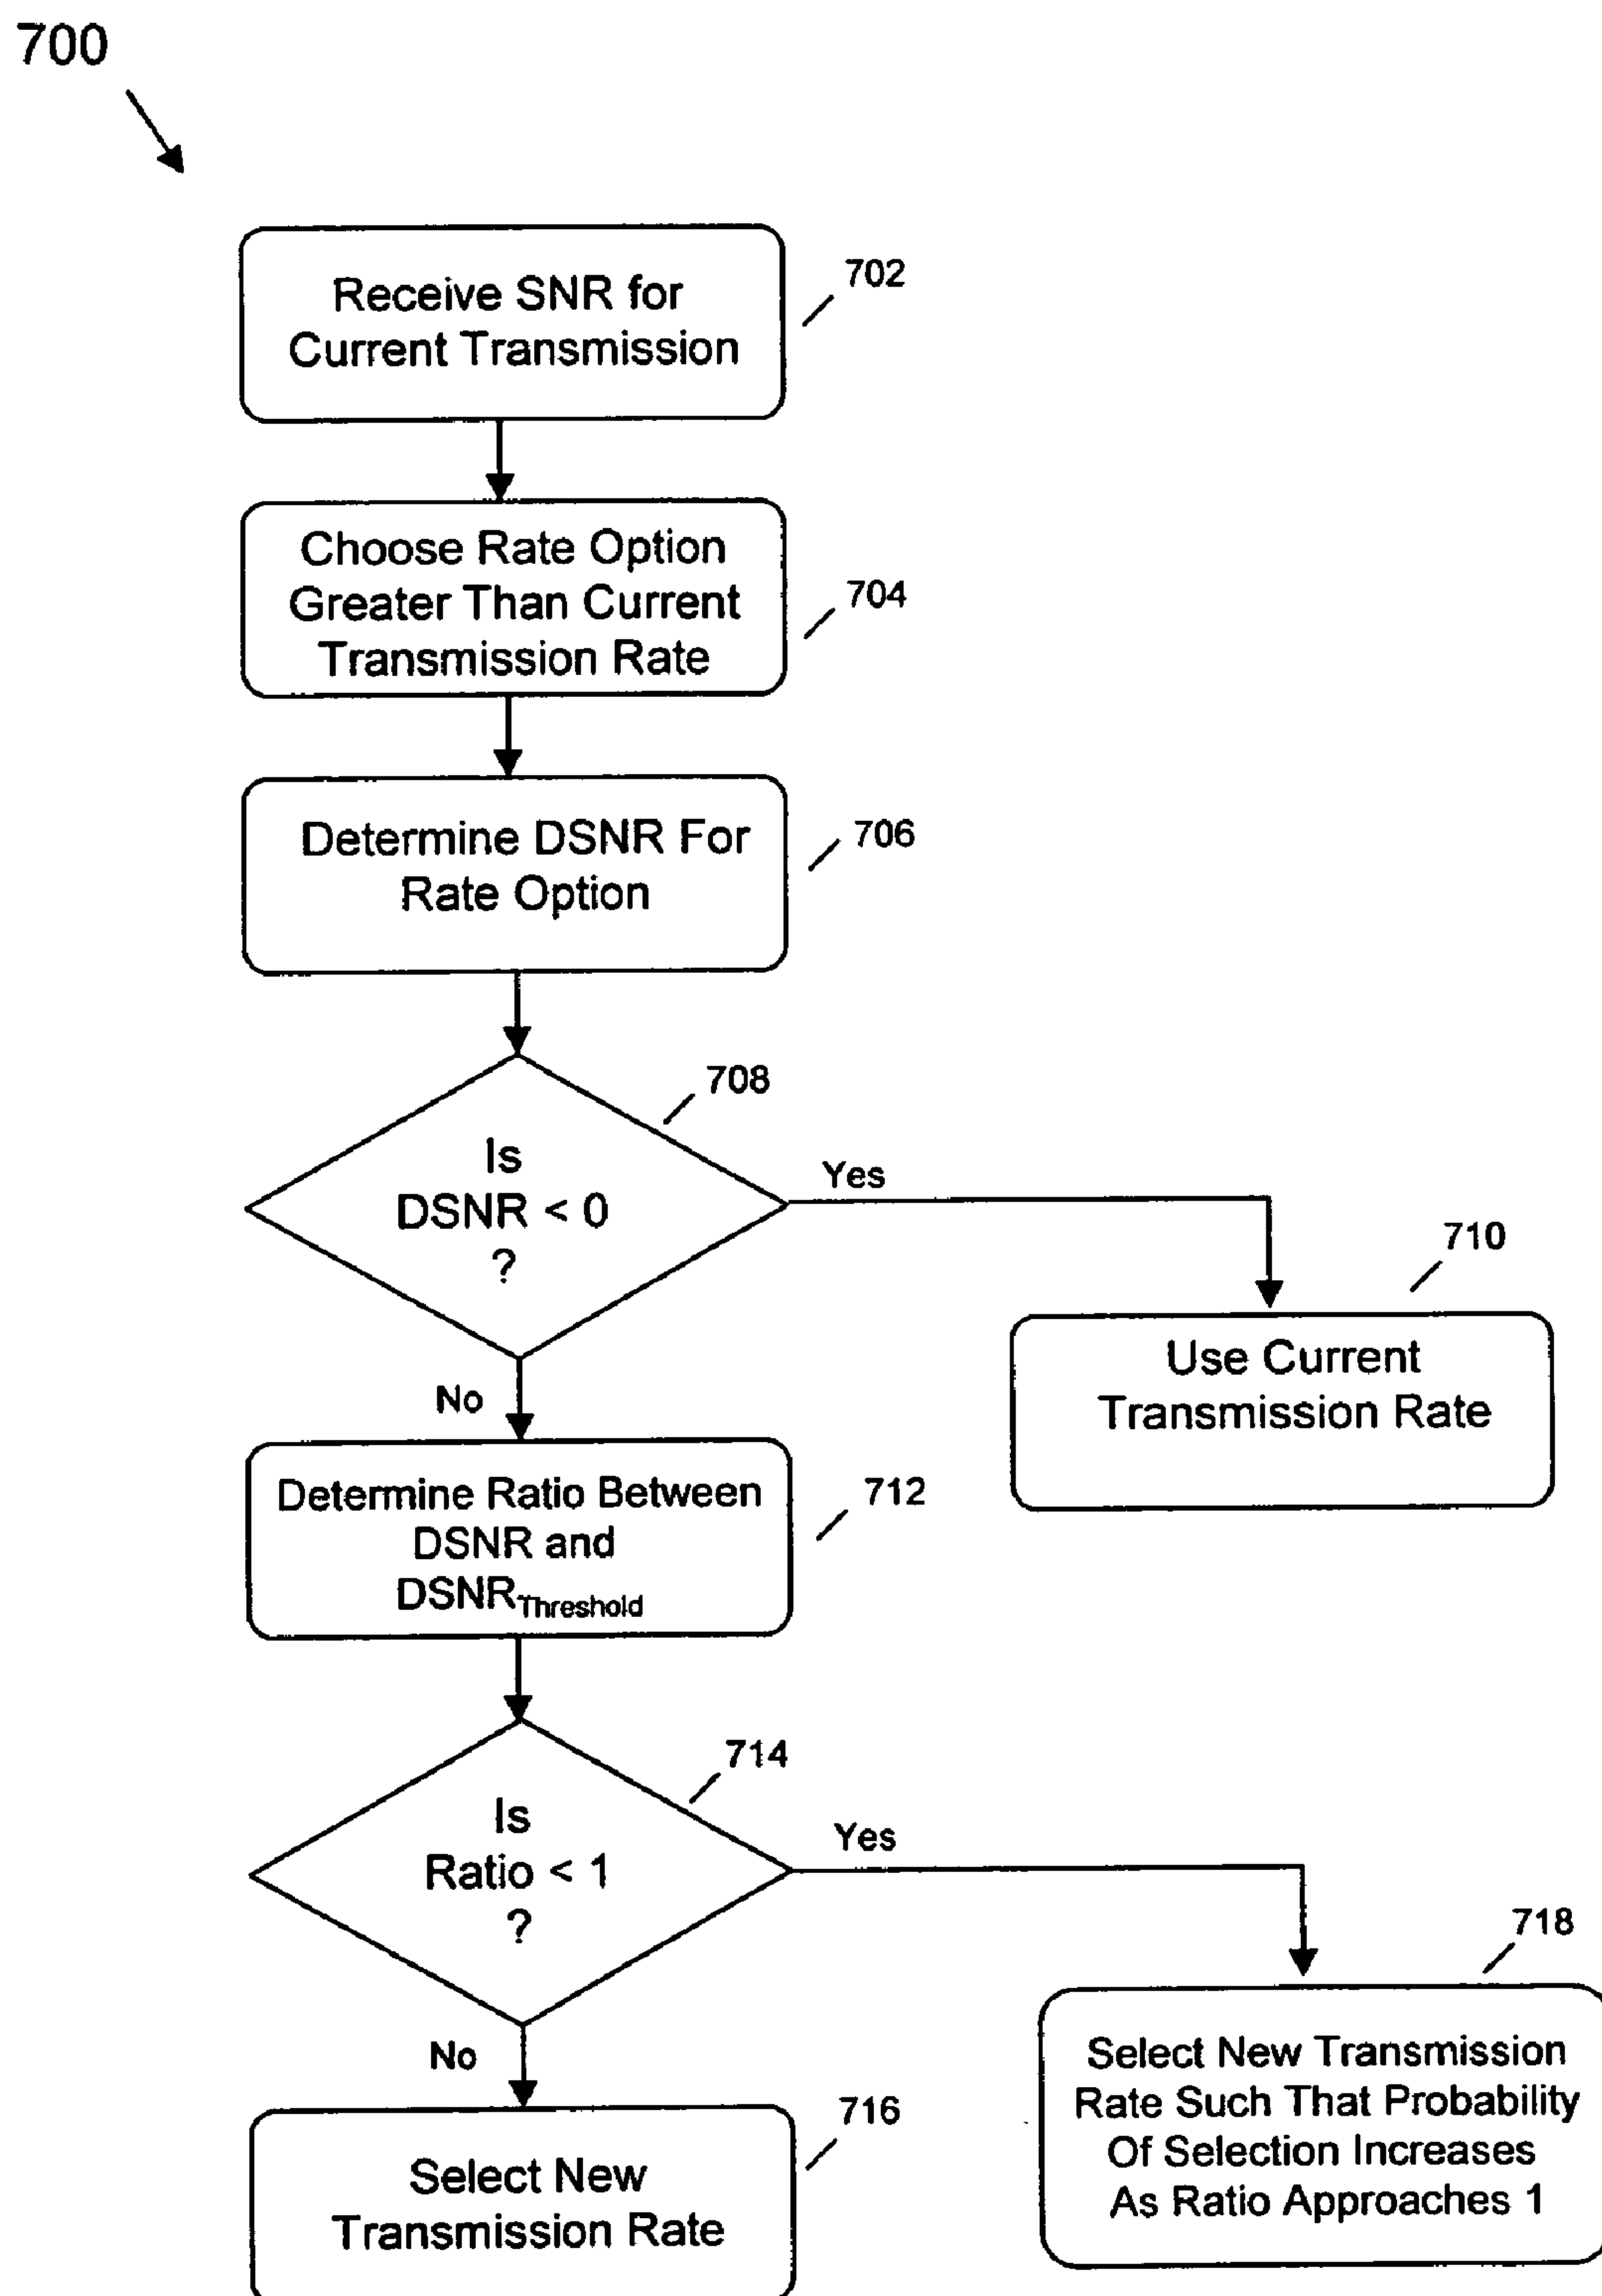 700
Receive SNR for
Current Transmission
702
Choose Rate Option
Greater Than Current
Transmission Rate
704
Determine DSNR For
Rate Option
706
Is
DSNR < 0
?
708
Yes
710
Use Current
Transmission Rate
No
Determine Ratio Between
DSNR and
DSNRThreshold
712
Is
Ratio < 1
?
714
Yes
718
Select New Transmission
Rate Such That Probability
Of Selection Increases
As Ratio Approaches 1
No
716
Select New
Transmission Rate